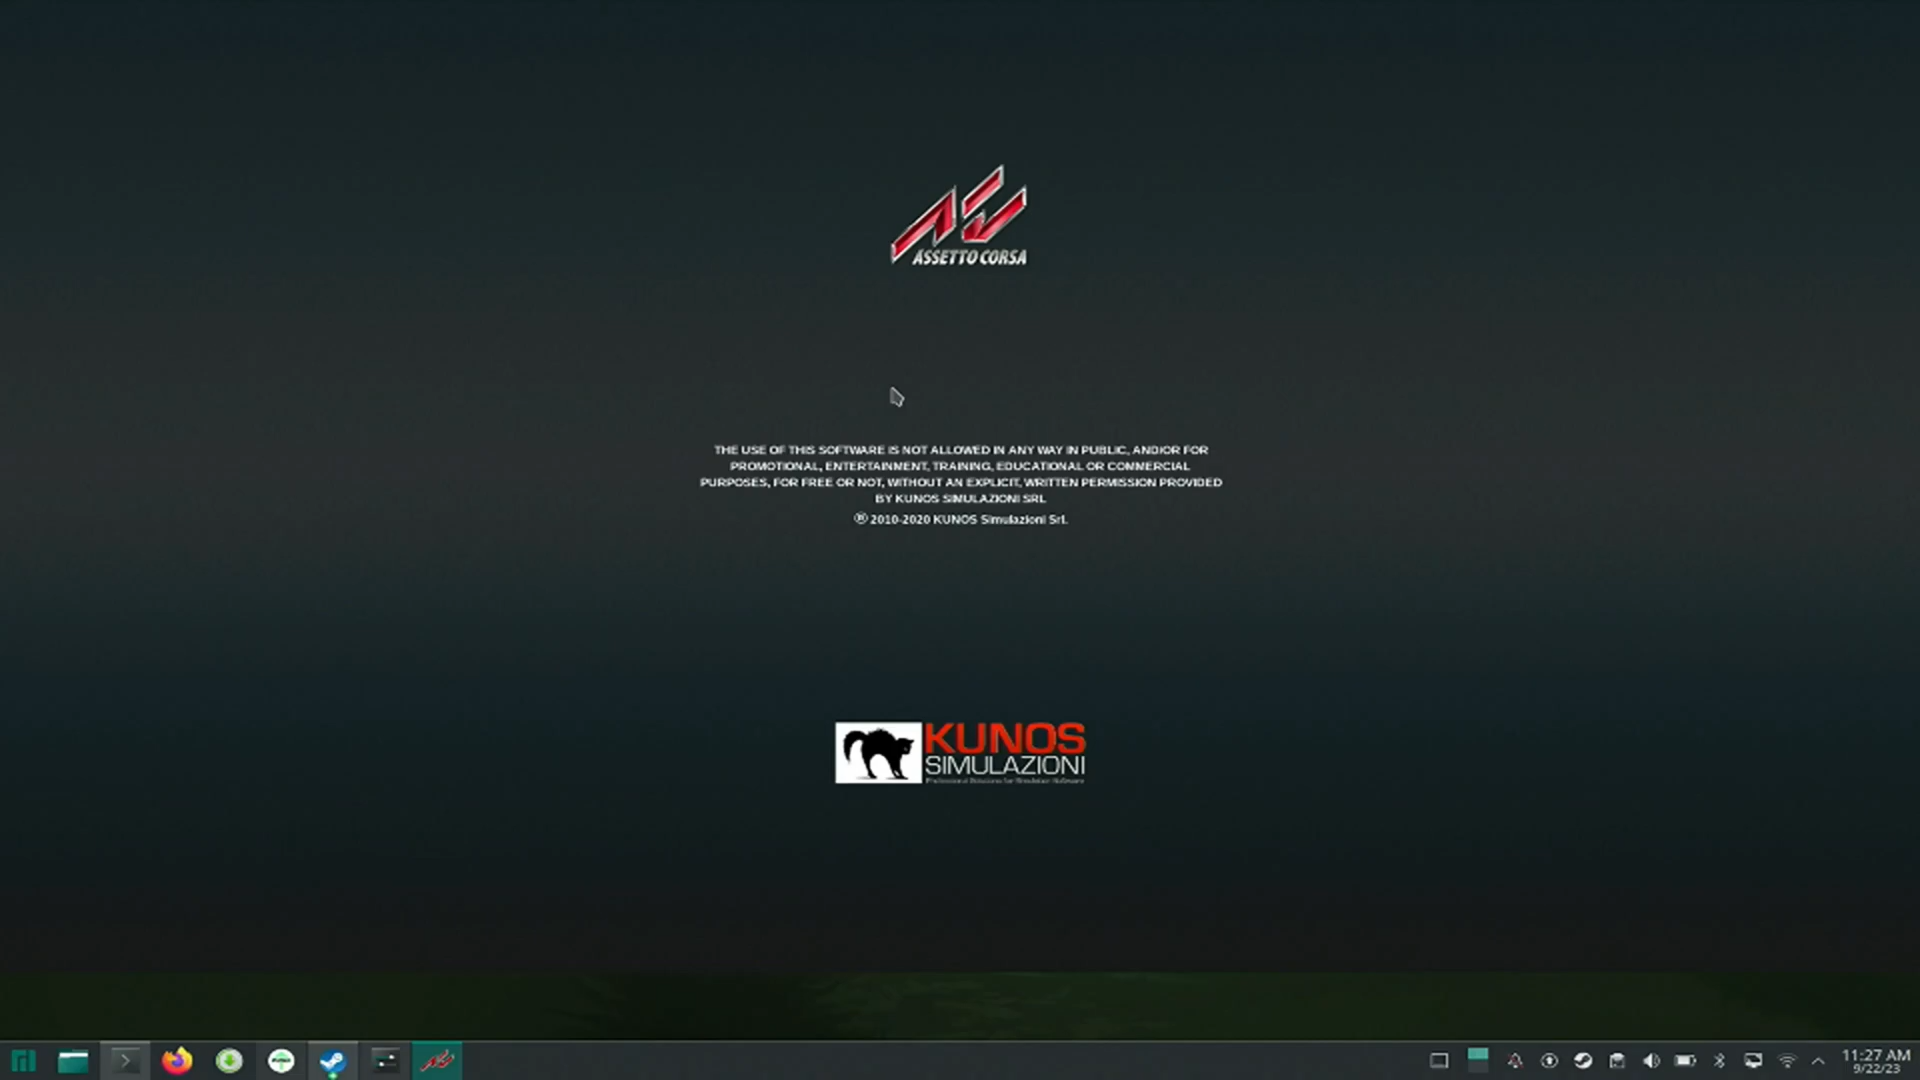 ASSETTO CORSA
THE USE OF THIS SOFTWARE IS NOT ALLOWED IN ANY WAY IN PUBLIC, AND/OR FOR
PROMOTIONAL, ENTERTAINMENT, TRAINING, EDUCATIONAL OR COMMERCIAL
PURPOSES, FOR FREE OR NOT, WITHOUT AN EXPLICIT, WRITTEN PERMISSION PROVIDED
BY KUNOS SIMULAZIONI SRL
® 2010-2020 KUNOS Simulazioni Srl.
KUNOS
SIMULAZIONI
11:27 AM
9/22/23